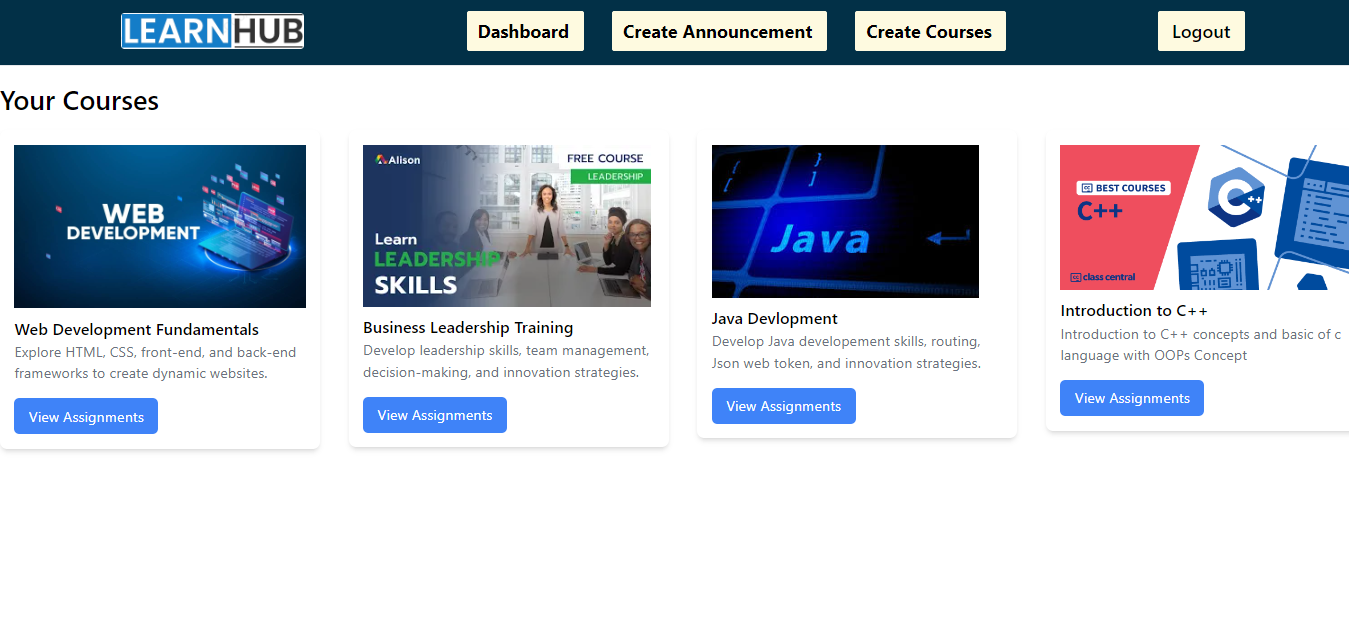 LEARNHUB
Dashboard
Create Announcement
Create Courses
Logout
Your Courses
WEB
DEVELOPMENT
Web Development Fundamentals
Explore HTML, CSS, front-end, and back-end
frameworks to create dynamic websites.
View Assignments
Alison
FREE COURSE
LEADERSHIP
Learn
LEADERSHIP
SKILLS
Business Leadership Training
Develop leadership skills, team management,
decision-making, and innovation strategies.
View Assignments
Java
Java Devlopment
Develop Java developement skills, routing,
Json web token, and innovation strategies.
View Assignments
CC BEST COURSES
C++
C++
CC class central
Introduction to C++
Introduction to C++ concepts and basic of c
language with OOPs Concept
View Assignments